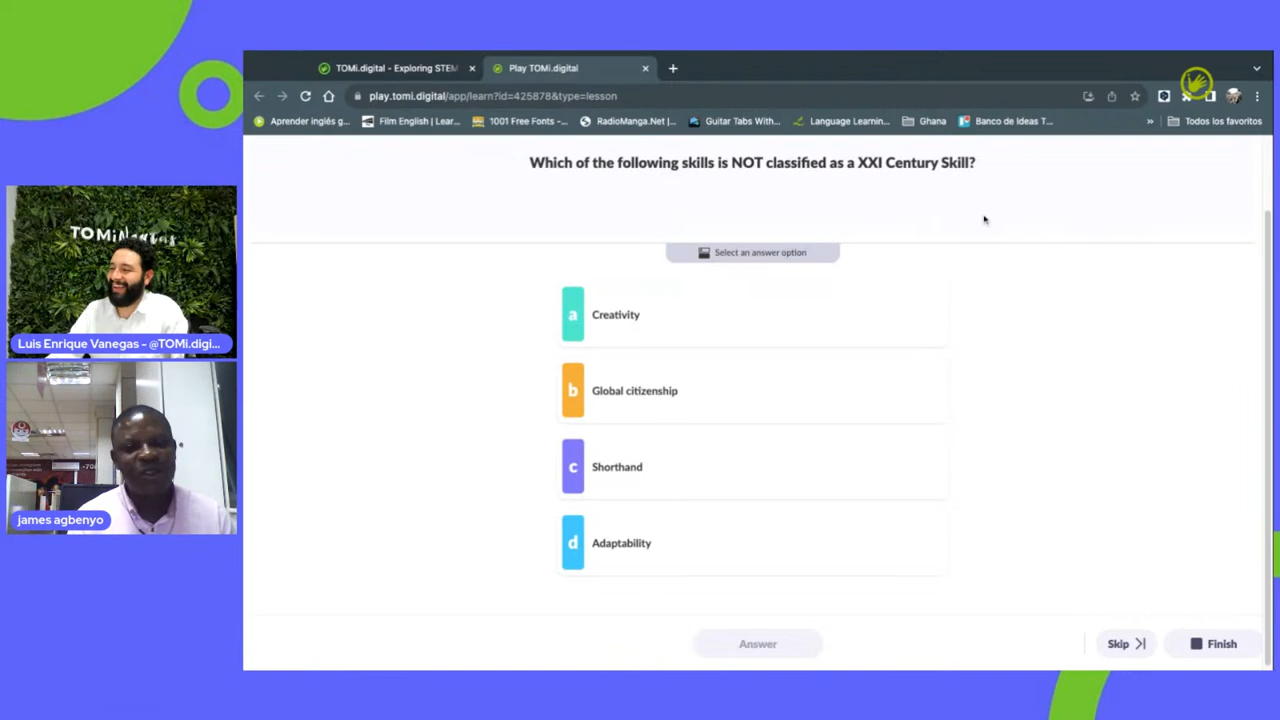 TOMi.digital - Exploring STEM
Play TOMi.digital
play.tomi.digital/app/learn?id=425878&type=lesson
Aprender inglés g...
Film English | Lear...
1001 Free Fonts -...
RadioManga.Net |...
Guitar Tabs With...
Language Learnin...
Ghana
Banco de Ideas T...
»
Todos los favoritos
Which of the following skills is NOT classified as a XXI Century Skill?
Select an answer option
a Creativity
b Global citizenship
c Shorthand
d Adaptability
Answer
Skip
Finish
Luis Enrique Vanegas - @TOMi.digi...
james agbenyo